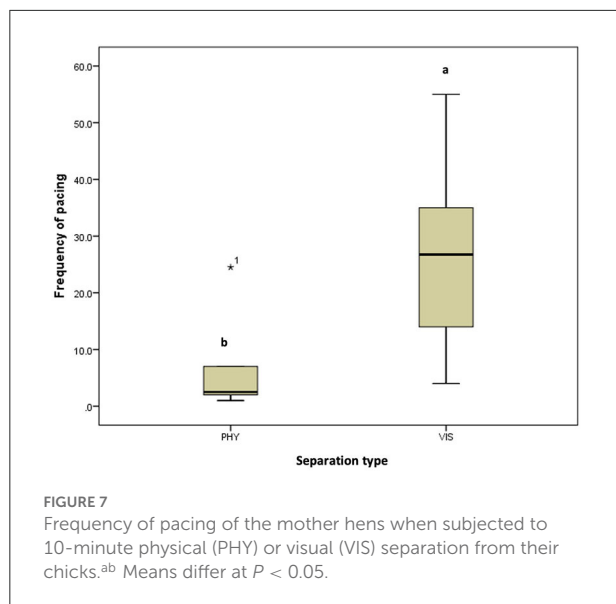 60.0
a
50.0
40.0
Frequency of pacing
30.0
*1
20.0
b
10.0
.0
PHY
VIS
Separation type
FIGURE 7
Frequency of pacing of the mother hens when subjected to
10-minute physical (PHY) or visual (VIS) separation from their
chicks.ab Means differ at P < 0.05.